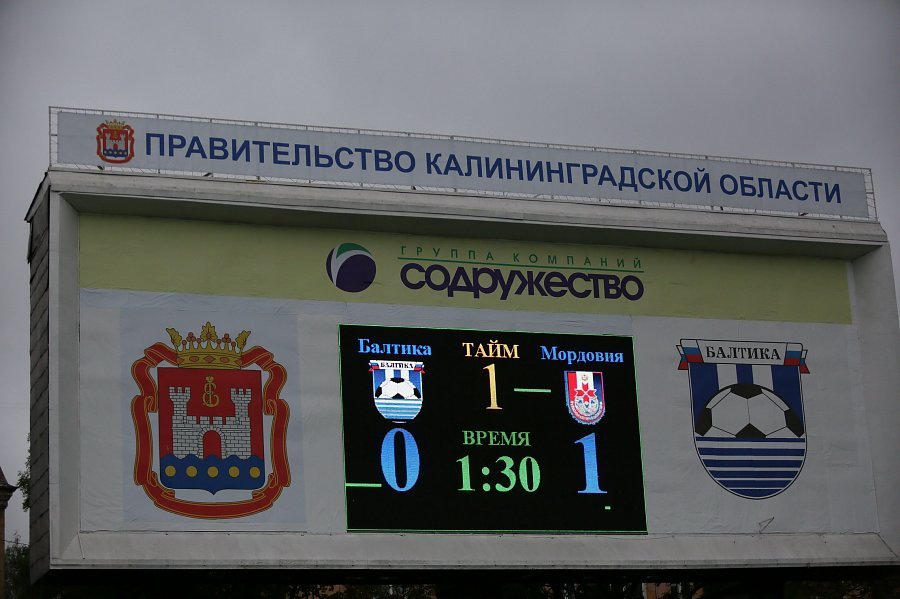 ПРАВИТЕЛЬСТВО КАЛИНИНГРАДСКОЙ ОБЛАСТИ
ГРУППА КОМПАНИЙ
СОДРУЖЕСТВО
Балтика ТАЙМ Мордовия
БАЛТИКА
1
ВРЕМЯ
0 1:30 1
БАЛТИКА